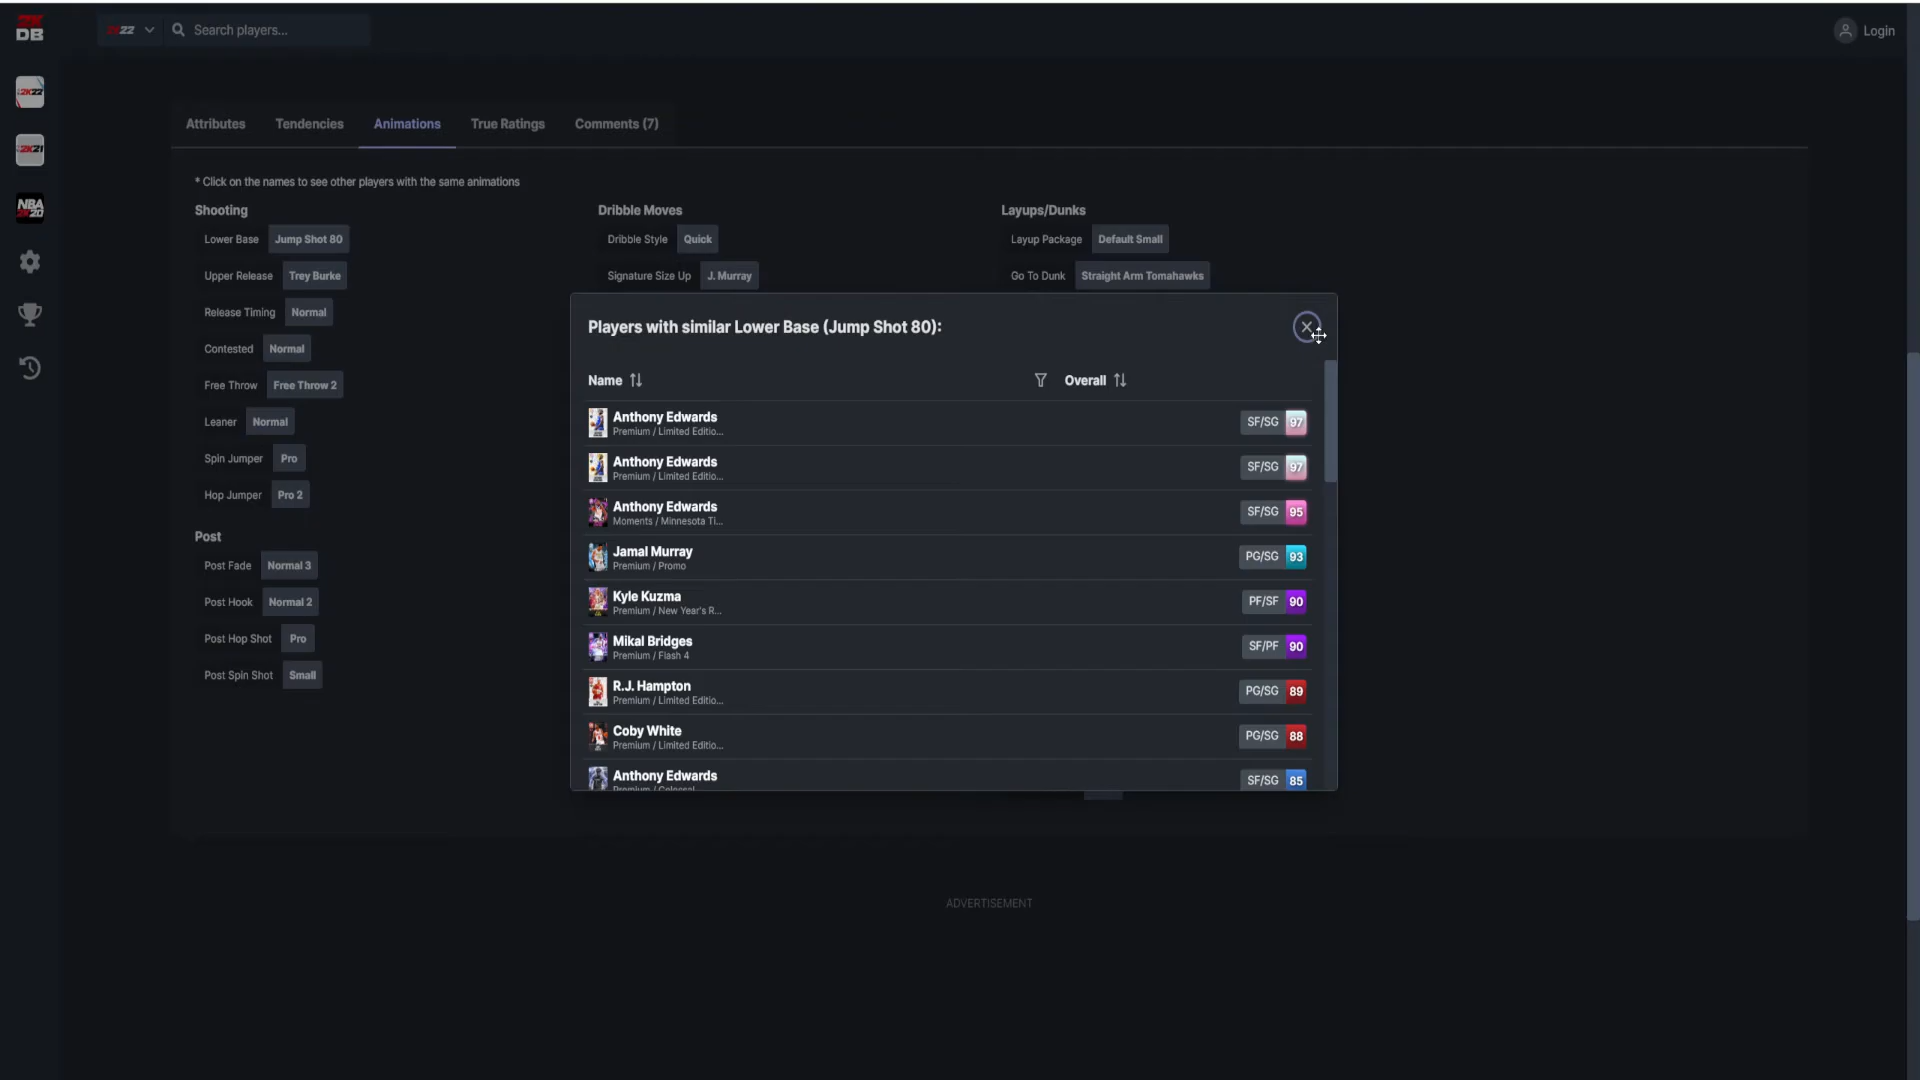 2K
DB
2K22
Search players...
Login
2K22
2K21
NBA
2K20
Attributes
Tendencies
Animations
True Ratings
Comments (7)
* Click on the names to see other players with the same animations
Shooting
Lower Base Jump Shot 80
Upper Release Trey Burke
Release Timing Normal
Contested Normal
Free Throw Free Throw 2
Leaner Normal
Spin Jumper Pro
Hop Jumper Pro 2
Post
Post Fade Normal 3
Post Hook Normal 2
Post Hop Shot Pro
Post Spin Shot Small
Dribble Moves
Dribble Style Quick
Signature Size Up J. Murray
Layups/Dunks
Layup Package Default Small
Go To Dunk Straight Arm Tomahawks
Players with similar Lower Base (Jump Shot 80):
Name
Overall
Anthony Edwards
Premium / Limited Editio...
SF/SG 97
Anthony Edwards
Premium / Limited Editio...
SF/SG 97
Anthony Edwards
Moments / Minnesota Ti...
SF/SG 95
Jamal Murray
Premium / Promo
PG/SG 93
Kyle Kuzma
Premium / New Year's R...
PF/SF 90
Mikal Bridges
Premium / Flash 4
SF/PF 90
R.J. Hampton
Premium / Limited Editio...
PG/SG 89
Coby White
Premium / Limited Editio...
PG/SG 88
Anthony Edwards
Premium / Colossal
SF/SG 85
ADVERTISEMENT